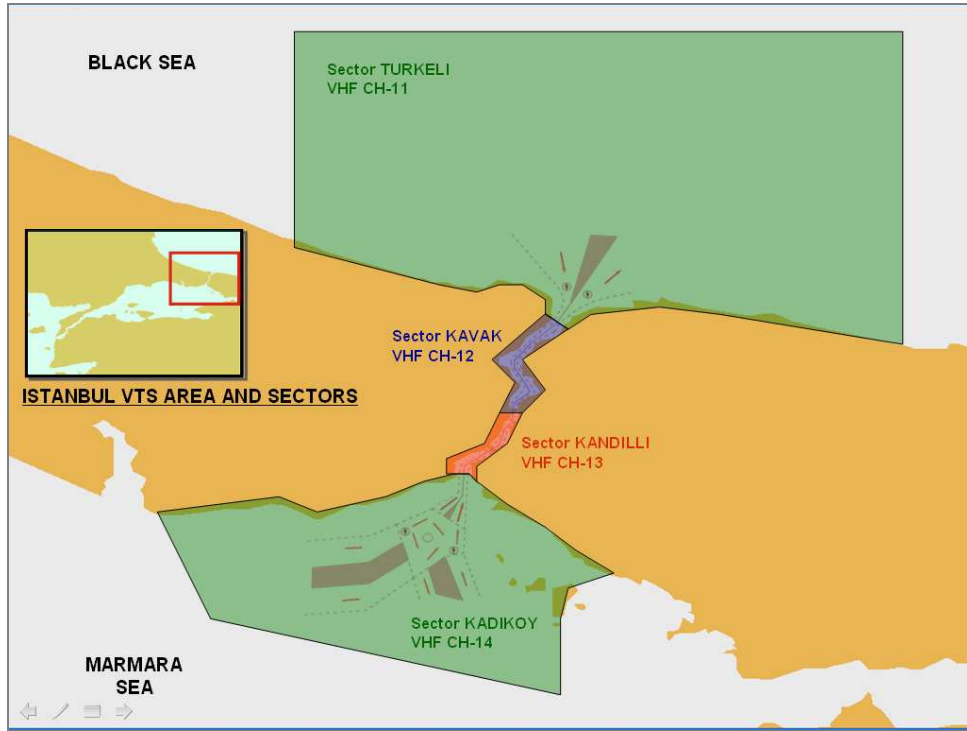 BLACK SEA
Sector TURKELI
VHF CH-11
Sector KAVAK
VHF CH-12
ISTANBUL VTS AREA AND SECTORS
Sector KANDILLI
VHF CH-13
Sector KADIKOY
VHF CH-14
MARMARA
SEA